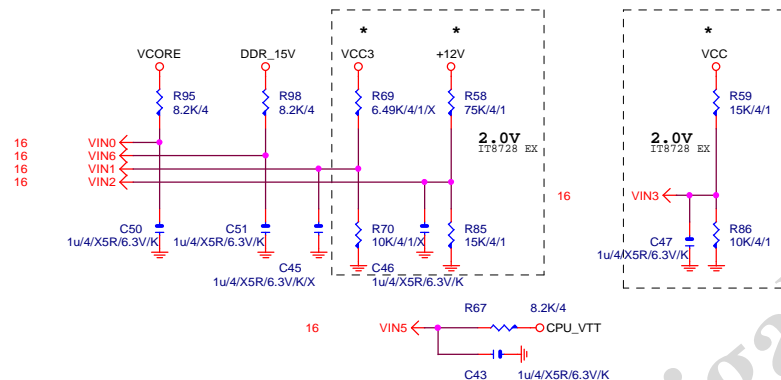 * * *
VCORE DDR_15V VCC3 +12V VCC
R95
8.2K/4
R98
8.2K/4
R69
6.49K/4/1/X
R58
75K/4/1
R59
15K/4/1
2.0V
IT8728 EX
2.0V
IT8728 EX
16 VIN0
16 VIN6
16 VIN1
16 VIN2
16 VIN3
C50
1u/4/X5R/6.3V/K
C51
1u/4/X5R/6.3V/K
C45
1u/4/X5R/6.3V/K/X
R70
10K/4/1/X
C46
1u/4/X5R/6.3V/K
R85
15K/4/1
C47
1u/4/X5R/6.3V/K
R86
10K/4/1
R67 8.2K/4
16 VIN5 CPU_VTT
C43 1u/4/X5R/6.3V/K